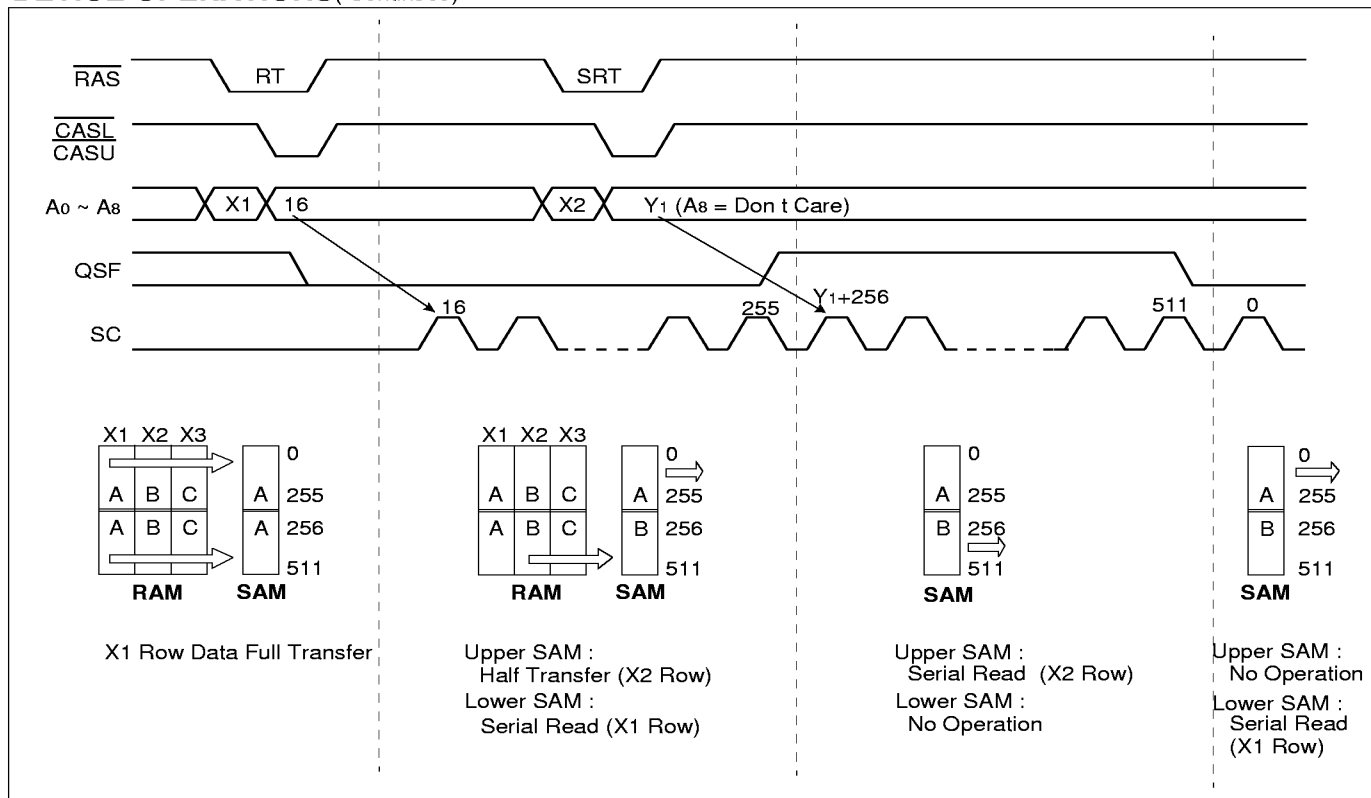 RAS RT SRT
CASL
CASU
A0 ~ A8 X1 16 X2 Y1 (A8 = Don t Care)
QSF
SC 16 255 Y1+256 511 0
X1 X2 X3
0
A B C A 255
A B C A 256
511
RAM SAM
X1 Row Data Full Transfer
X1 X2 X3
0
A B C A 255
A B C B 256
511
RAM SAM
Upper SAM :
Half Transfer (X2 Row)
Lower SAM :
Serial Read (X1 Row)
0
A 255
B 256
511
SAM
Upper SAM :
Serial Read (X2 Row)
Lower SAM :
No Operation
0
A 255
B 256
511
SAM
Upper SAM :
No Operation
Lower SAM :
Serial Read
(X1 Row)